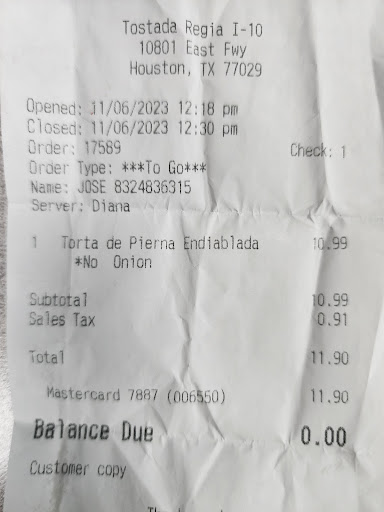 Tostada Regia I-10
10801 East Fwy
Houston, TX 77029
Opened: 11/06/2023 12:18 pm
Closed: 11/06/2023 12:30 pm
Order: 17589 Check: 1
Order Type: ***To Go***
Name: JOSE 8324836315
Server: Diana
1 Torta de Pierna Endiablada 10.99
*No Onion
Subtotal 10.99
Sales Tax 0.91
Total 11.90
Mastercard 7887 (006550) 11.90
Balance Due 0.00
Customer copy